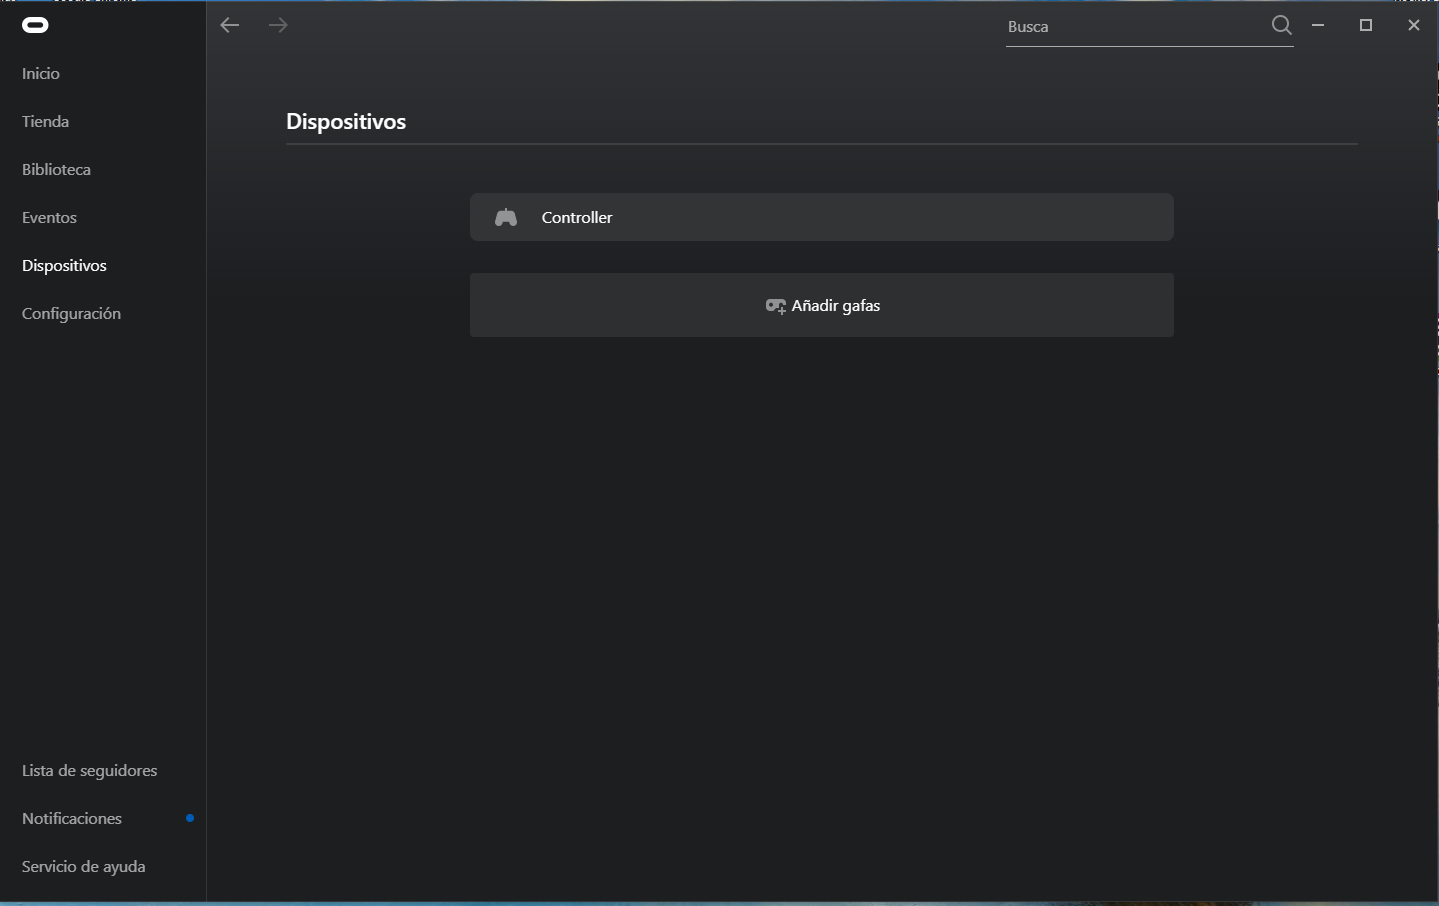 Busca
Inicio
Tienda
Biblioteca
Eventos
Dispositivos
Configuración
Dispositivos
Controller
Añadir gafas
Lista de seguidores
Notificaciones
Servicio de ayuda